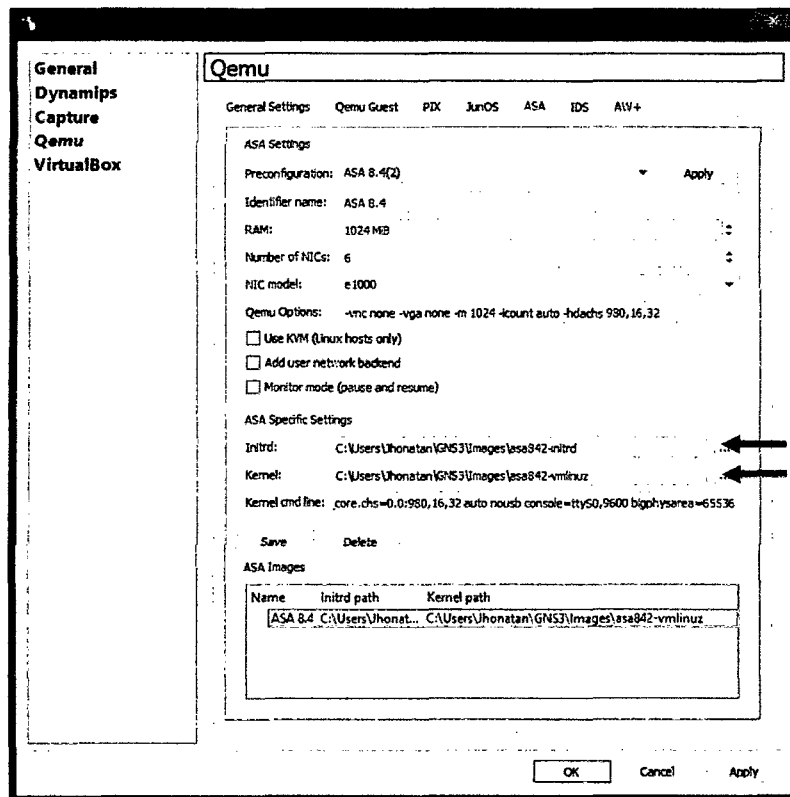 General
Dynamips
Capture
Qemu
VirtualBox
Qemu
General Settings Qemu Guest PIX JunOS ASA IDS AW+
ASA Settings
Preconfiguration: ASA 8.4(2) Apply
Identifier name: ASA 8.4
RAM: 1024 MiB
Number of NICs: 6
NIC model: e1000
Qemu Options: -vnc none -vga none -m 1024 -icount auto -hdachs 980,16,32
Use KVM (Linux hosts only)
Add user network backend
Monitor mode (pause and resume)
ASA Specific Settings
Initrd: C:\Users\Jhonatan\GNS3\Images\asa842-initrd ...
Kernel: C:\Users\Jhonatan\GNS3\Images\asa842-vmlinuz ...
Kernel cmd line: core.chs=0.0:980,16,32 auto nousb console=ttyS0,9600 bigphysarea=65536
Save Delete
ASA Images
Name Initrd path Kernel path
ASA 8.4 C:\Users\Jhonat... C:\Users\Jhonatan\GNS3\Images\asa842-vmlinuz
OK Cancel Apply